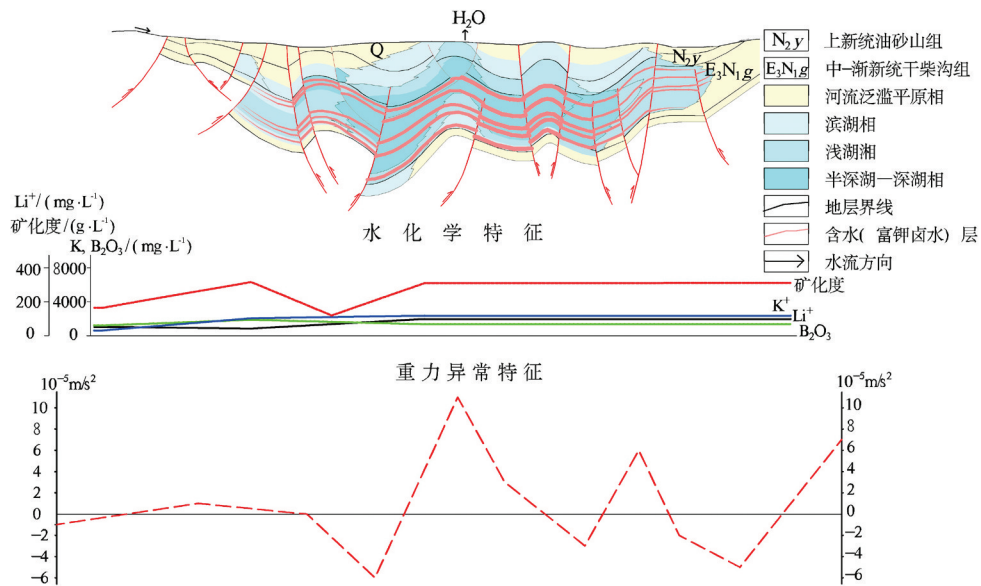 H₂O
Q
N₂y
E₃N₁g
N₂y 上新统油砂山组
E₃N₁g 中-渐新统干柴沟组
河流泛滥平原相
滨湖相
浅湖湘
半深湖—深湖相
地层界线
含水( 富钾卤水) 层
水流方向
Li⁺/( mg·L⁻¹)
矿化度/(g·L⁻¹)
K, B₂O₃/( mg·L⁻¹)
水化学特征
400 8000
200 4000
0 0
矿化度
K⁺
Li⁺
B₂O₃
重力异常特征
10⁻⁵m/s² 10⁻⁵m/s²
10 10
8 8
6 6
4 4
2 2
0 0
−2 −2
−4 −4
−6 −6